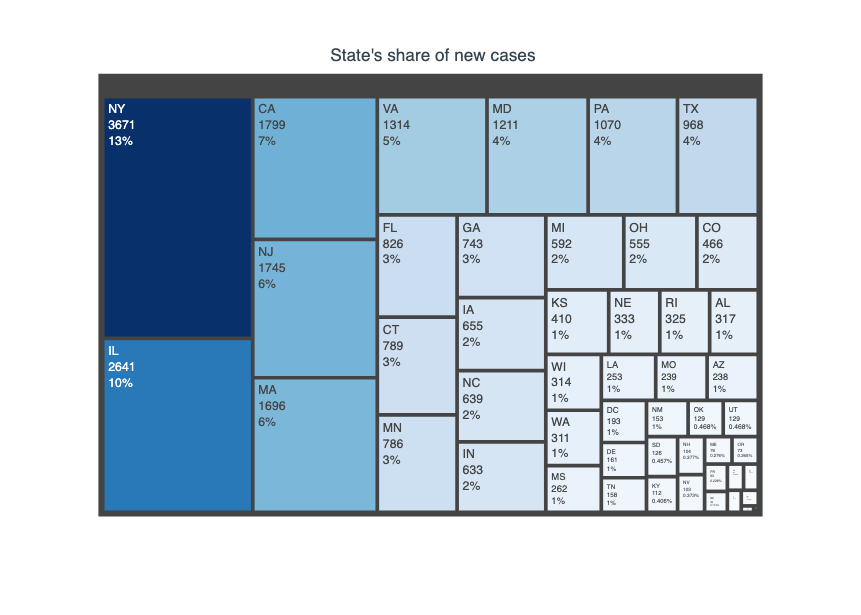 State's share of new cases
NY
3671
13%
IL
2641
10%
CA
1799
7%
NJ
1745
6%
MA
1696
6%
VA
1314
5%
MD
1211
4%
PA
1070
4%
TX
968
4%
FL
826
3%
CT
789
3%
MN
786
3%
GA
743
3%
IA
655
2%
NC
639
2%
IN
633
2%
MI
592
2%
OH
555
2%
CO
466
2%
KS
410
1%
NE
333
1%
RI
325
1%
AL
317
1%
WI
314
1%
WA
311
1%
MS
262
1%
LA
253
1%
MO
239
1%
AZ
238
1%
DC
193
1%
DE
161
1%
TN
158
1%
NM
153
1%
OK
129
0.468%
UT
129
0.468%
SD
126
0.457%
KY
112
0.406%
NH
104
0.377%
NV
103
0.373%